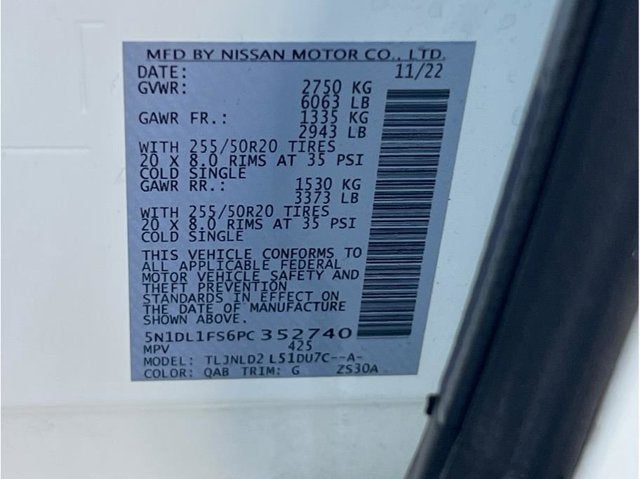 MFD BY NISSAN MOTOR CO., LTD.
DATE: 11/22
GVWR: 2750 KG
6063 LB
GAWR FR.: 1335 KG
2943 LB
WITH 255/50R20 TIRES
20 X 8.0 RIMS AT 35 PSI
COLD SINGLE
GAWR RR.: 1530 KG
3373 LB
WITH 255/50R20 TIRES
20 X 8.0 RIMS AT 35 PSI
COLD SINGLE
THIS VEHICLE CONFORMS TO
ALL APPLICABLE FEDERAL
MOTOR VEHICLE SAFETY AND
THEFT PREVENTION
STANDARDS IN EFFECT ON
THE DATE OF MANUFACTURE
SHOWN ABOVE.
5N1DL1FS6PC352740
MPV 425
MODEL: TLJNLD2 L51DU7C--A-
COLOR: QAB TRIM: G ZS30A